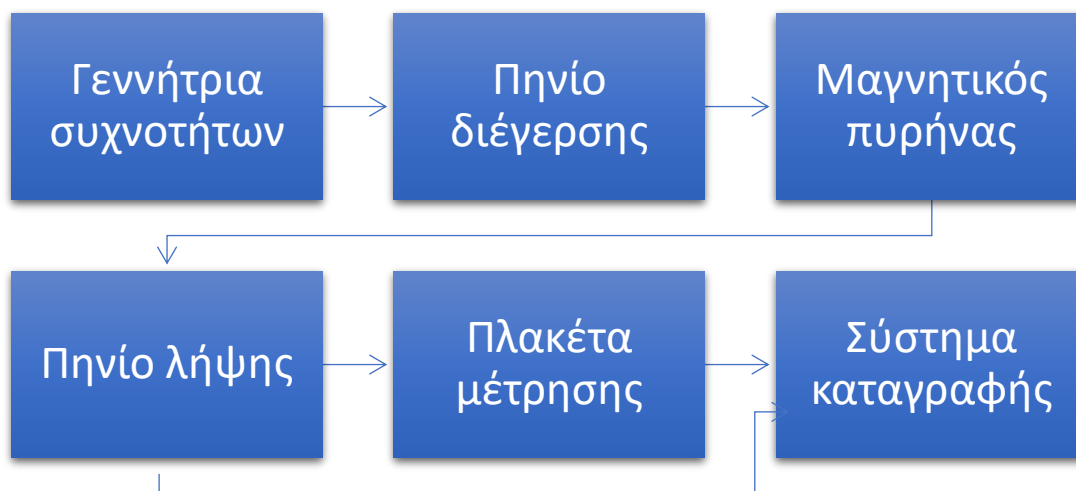 Γεννήτρια
συχνοτήτων
Πηνίο
διέγερσης
Μαγνητικός
πυρήνας
Πηνίο λήψης
Πλακέτα
μέτρησης
Σύστημα
καταγραφής